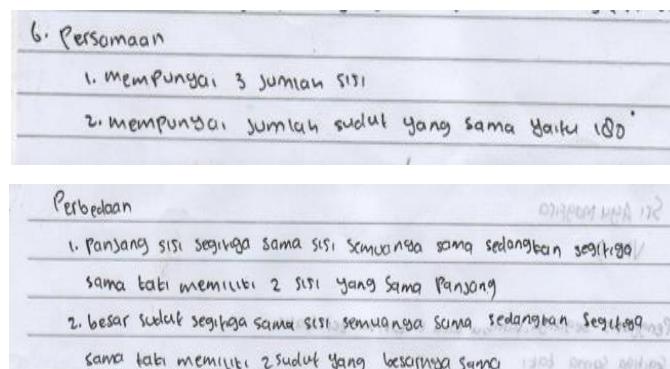 6. Persamaan
1. mempunyai 3 jumlah sisi
2. mempunyai jumlah sudut yang sama yaitu 180°
Perbedaan
1. panjang sisi segitiga sama sisi semuanya sama sedangkan segitiga
sama kaki memiliki 2 sisi yang sama panjang
2. besar sudut segitiga sama sisi semuanya sama sedangkan segitiga
sama kaki memiliki 2 sudut yang besarnya sama